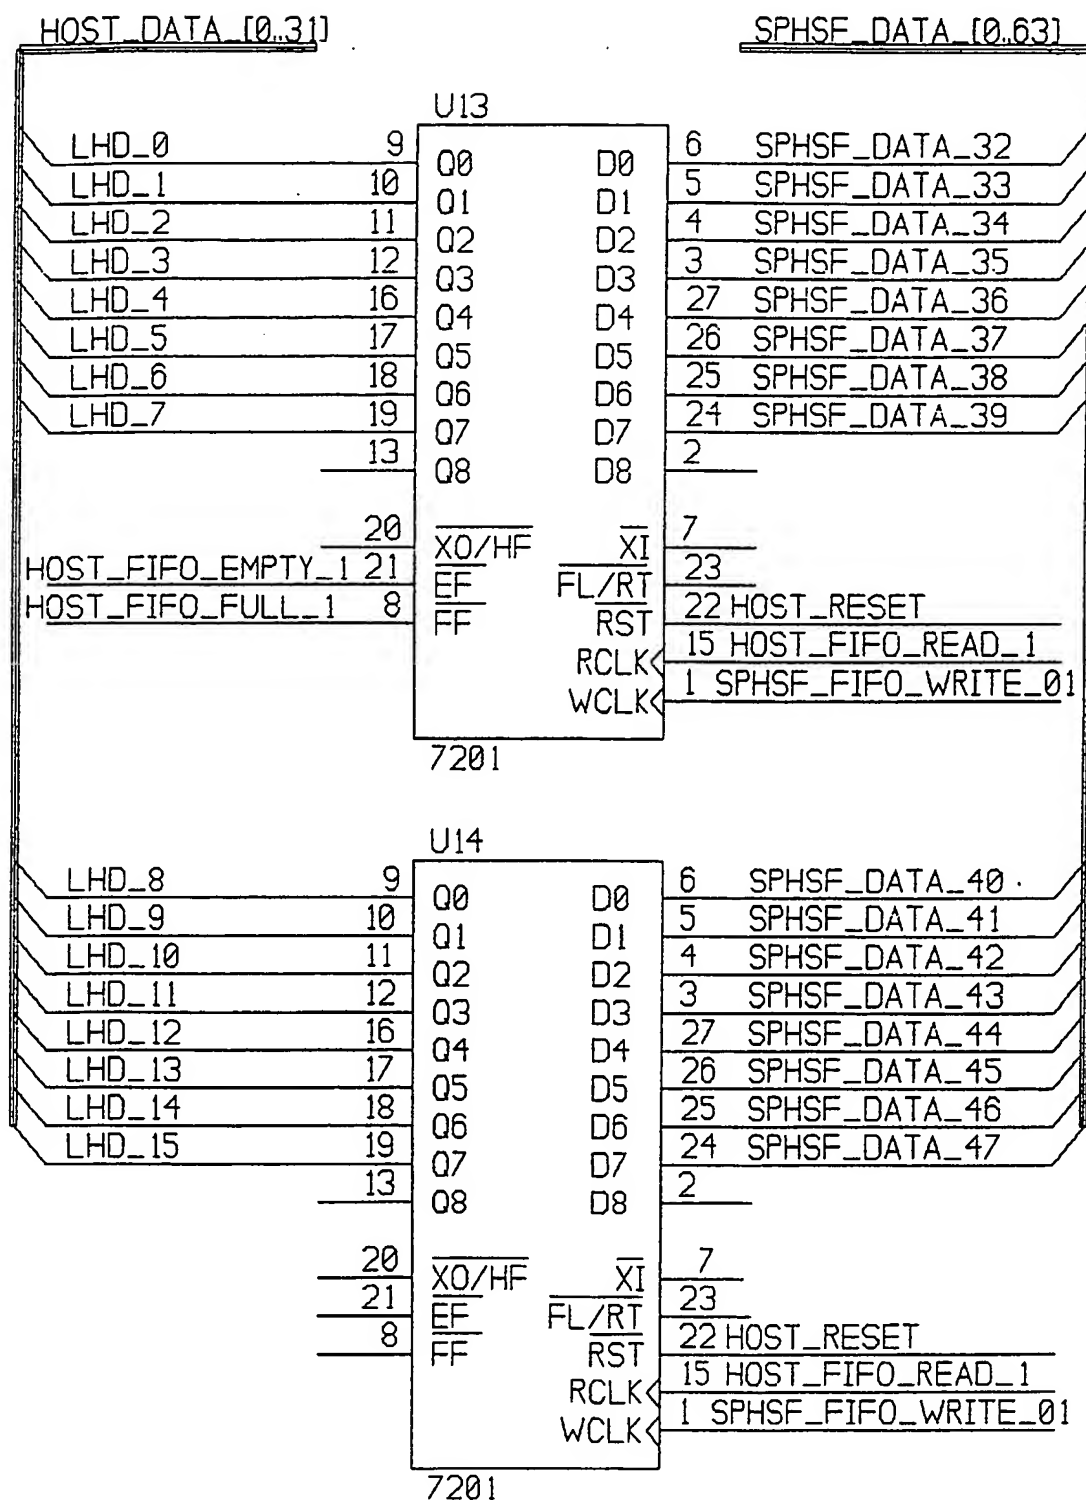 HOST_DATA_[0..31] SPHSF_DATA_[0..63]
U13
LHD_0 9 Q0 D0 6 SPHSF_DATA_32
LHD_1 10 Q1 D1 5 SPHSF_DATA_33
LHD_2 11 Q2 D2 4 SPHSF_DATA_34
LHD_3 12 Q3 D3 3 SPHSF_DATA_35
LHD_4 16 Q4 D4 27 SPHSF_DATA_36
LHD_5 17 Q5 D5 26 SPHSF_DATA_37
LHD_6 18 Q6 D6 25 SPHSF_DATA_38
LHD_7 19 Q7 D7 24 SPHSF_DATA_39
13 Q8 D8 2
20 XO/HF XI 7
HOST_FIFO_EMPTY_1 21 EF FL/RT 23
HOST_FIFO_FULL_1 8 FF RST 22 HOST_RESET
RCLK 15 HOST_FIFO_READ_1
WCLK 1 SPHSF_FIFO_WRITE_01
7201
U14
LHD_8 9 Q0 D0 6 SPHSF_DATA_40
LHD_9 10 Q1 D1 5 SPHSF_DATA_41
LHD_10 11 Q2 D2 4 SPHSF_DATA_42
LHD_11 12 Q3 D3 3 SPHSF_DATA_43
LHD_12 16 Q4 D4 27 SPHSF_DATA_44
LHD_13 17 Q5 D5 26 SPHSF_DATA_45
LHD_14 18 Q6 D6 25 SPHSF_DATA_46
LHD_15 19 Q7 D7 24 SPHSF_DATA_47
13 Q8 D8 2
20 XO/HF XI 7
21 EF FL/RT 23
8 FF RST 22 HOST_RESET
RCLK 15 HOST_FIFO_READ_1
WCLK 1 SPHSF_FIFO_WRITE_01
7201